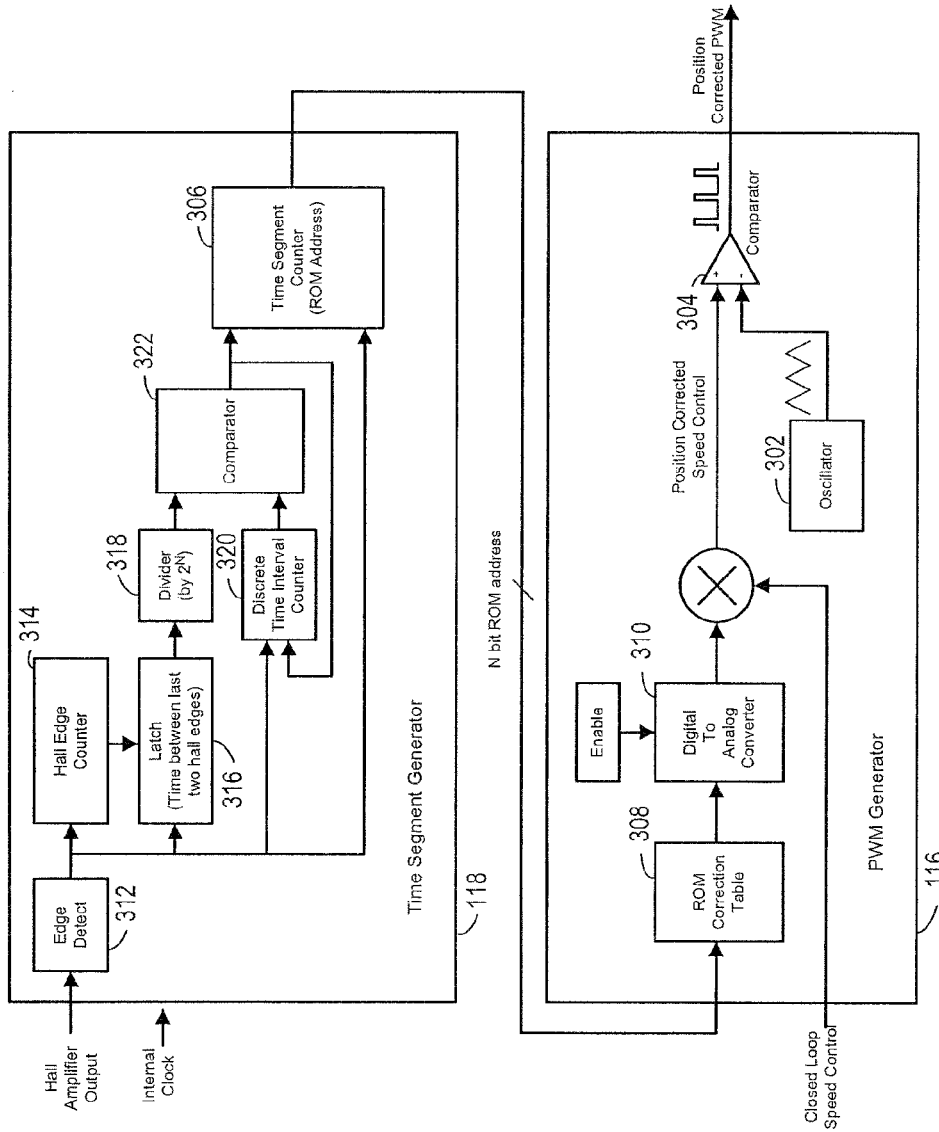 Hall
Amplifier
Output
Internal
Clock
Edge
Detect
312
Hall Edge
Counter
314
Latch
(Time between last
two hall edges)
316
Divider
(by 2^N)
318
Discrete
Time Interval
Counter
320
Comparator
322
Time Segment
Counter
(ROM Address)
306
Time Segment Generator
118
N bit ROM address
Closed Loop
Speed Control
ROM
Correction
Table
308
Enable
Digital
To
Analog
Converter
310
Position Corrected
Speed Control
Oscillator
302
304
+
-
Comparator
Position
Corrected PWM
PWM Generator
116